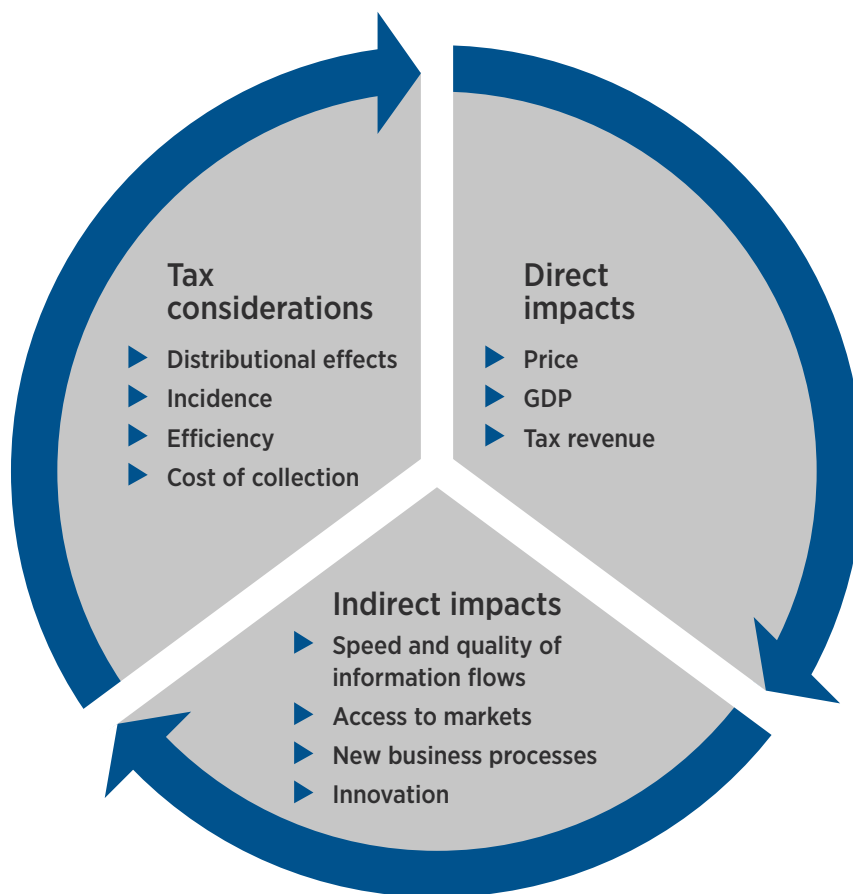 Tax
considerations
Distributional effects
Incidence
Efficiency
Cost of collection
Direct
impacts
Price
GDP
Tax revenue
Indirect impacts
Speed and quality of
information flows
Access to markets
New business processes
Innovation